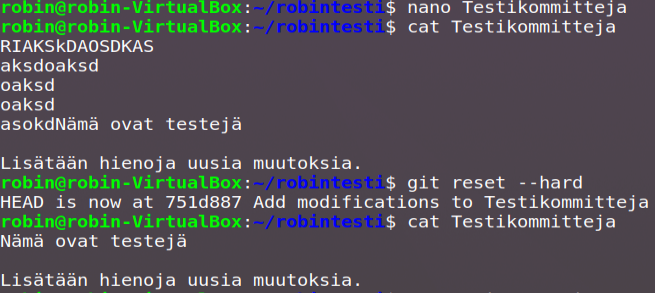 robin@robin-VirtualBox:~/robintesti$ nano Testikommitteja
robin@robin-VirtualBox:~/robintesti$ cat Testikommitteja
RIAKSkDAOSDKAS
aksdoaksd
oaksd
oaksd
asokdNämä ovat testejä
Lisätään hienoja uusia muutoksia.
robin@robin-VirtualBox:~/robintesti$ git reset --hard
HEAD is now at 751d887 Add modifications to Testikommitteja
robin@robin-VirtualBox:~/robintesti$ cat Testikommitteja
Nämä ovat testejä
Lisätään hienoja uusia muutoksia.